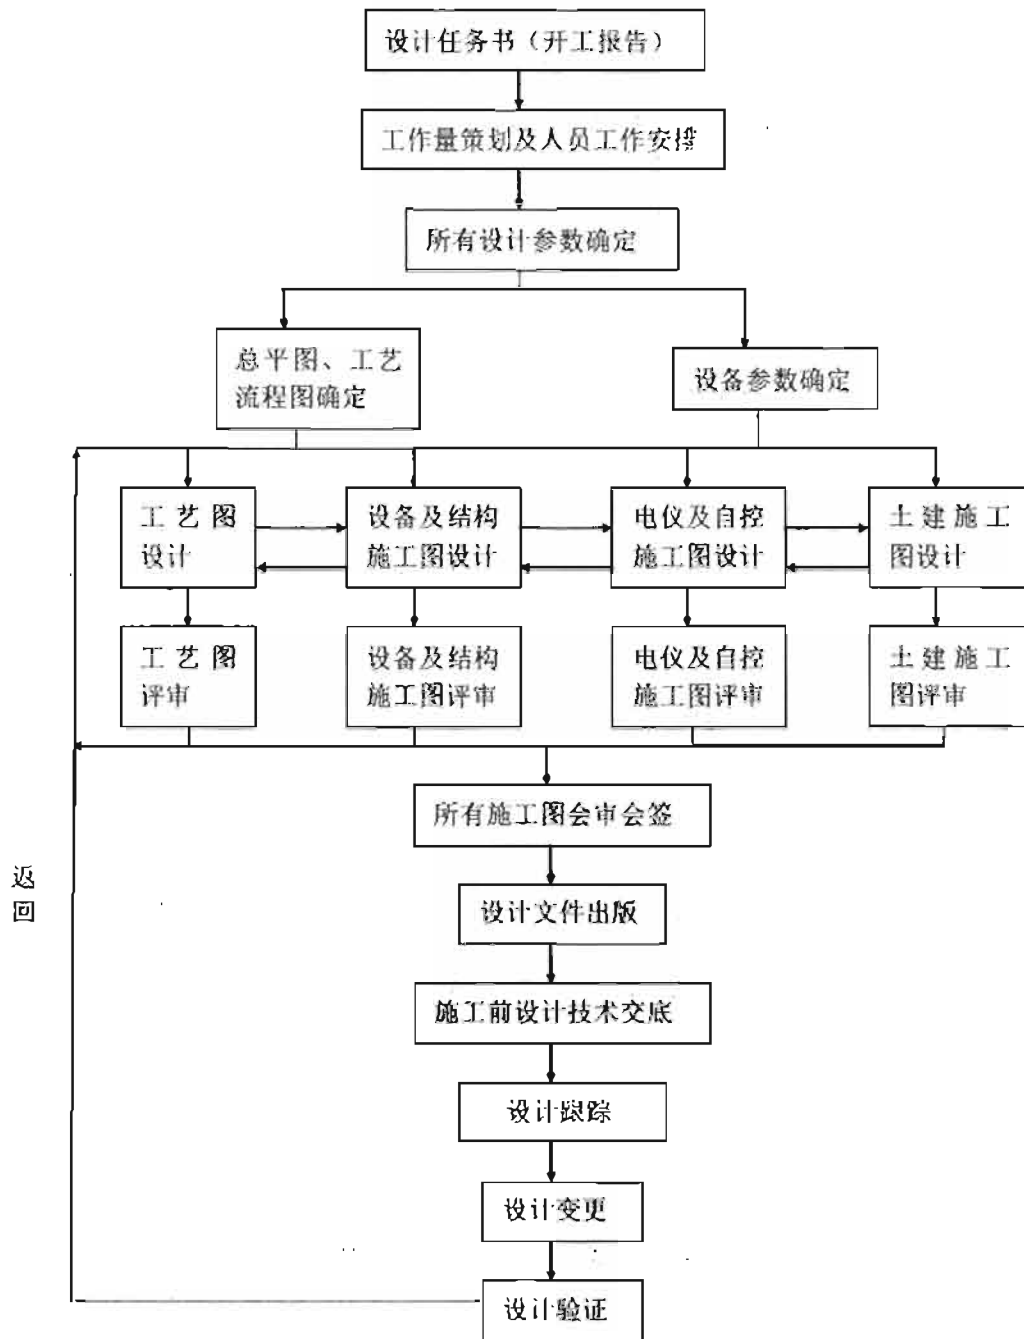 设计任务书（开工报告）
工作量策划及人员工作安排
所有设计参数确定
总平图、工艺
流程图确定
设备参数确定
工艺图
设计
设备及结构
施工图设计
电仪及自控
施工图设计
土建施工
图设计
工艺图
评审
设备及结构
施工图评审
电仪及自控
施工图评审
土建施工
图评审
所有施工图会审会签
返
回
设计文件出版
施工前设计技术交底
设计跟踪
设计变更
设计验证